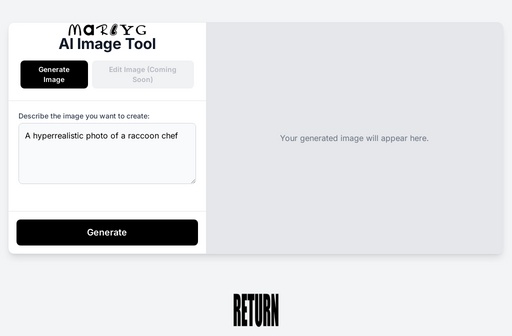 MARLYG
AI Image Tool
Generate
Image
Edit Image (Coming
Soon)
Describe the image you want to create:
A hyperrealistic photo of a raccoon chef
Your generated image will appear here.
Generate
RETURN